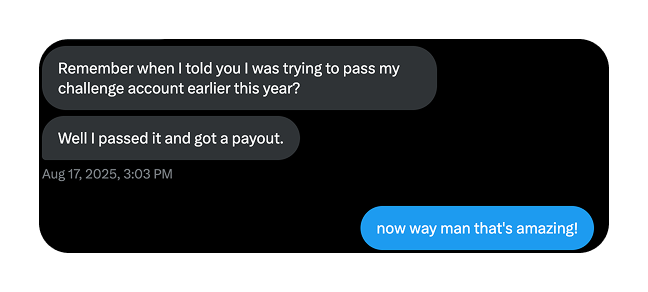 Remember when I told you I was trying to pass my
challenge account earlier this year?
Well I passed it and got a payout.
Aug 17, 2025, 3:03 PM
now way man that's amazing!